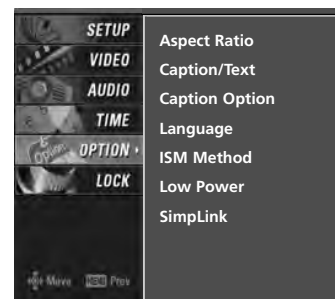 SETUP
VIDEO
AUDIO
TIME
OPTION
LOCK
Move
Prev
Aspect Ratio
Caption/Text
Caption Option
Language
ISM Method
Low Power
SimpLink